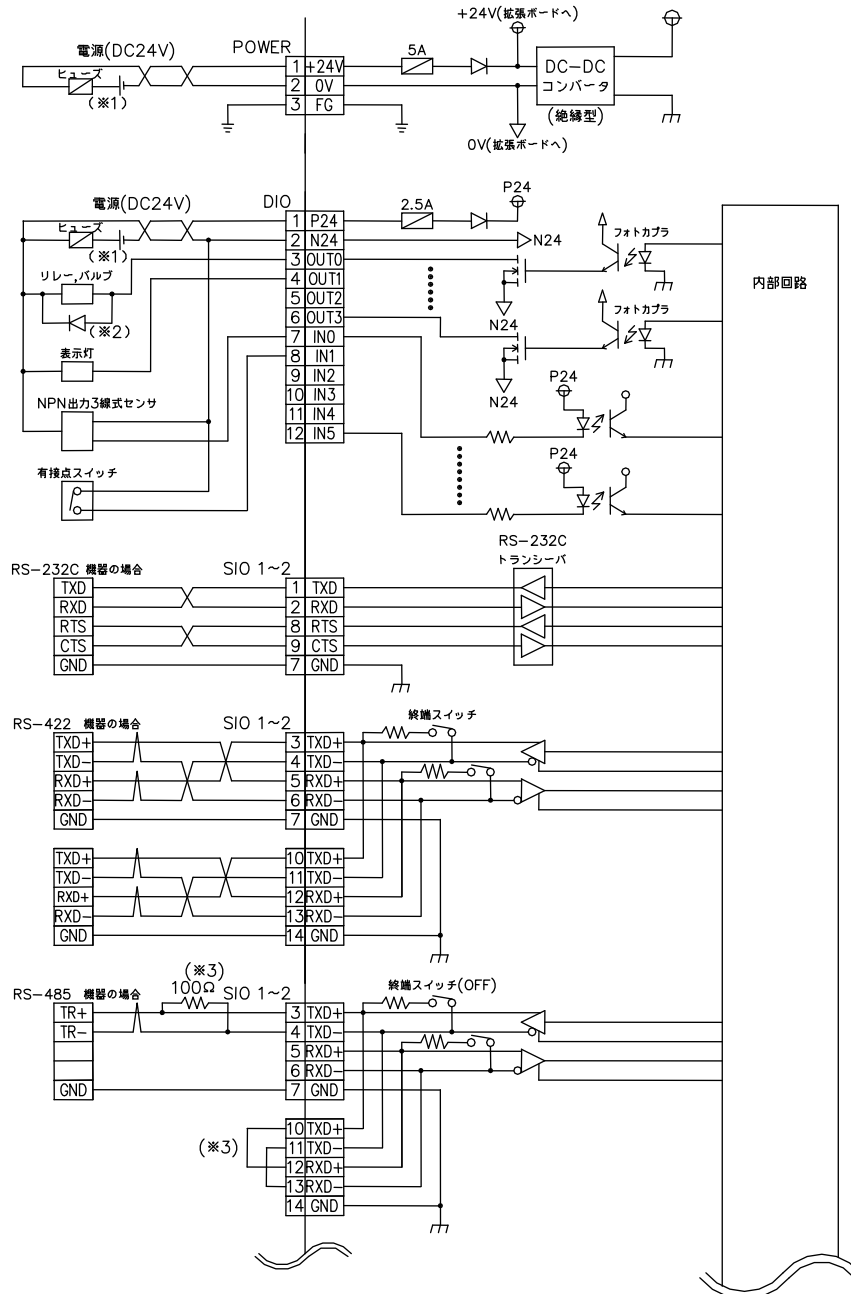 +24V(拡張ボードへ)
電源(DC24V)
POWER
5A
ヒューズ
(※1)
1 +24V
2 0V
3 FG
DC-DC
コンバータ
(絶縁型)
0V(拡張ボードへ)
電源(DC24V)
DIO
2.5A
P24
ヒューズ
(※1)
リレー,バルブ
(※2)
表示灯
NPN出力3線式センサ
有接点スイッチ
1 P24
2 N24
3 OUT0
4 OUT1
5 OUT2
6 OUT3
7 IN0
8 IN1
9 IN2
10 IN3
11 IN4
12 IN5
N24
フォトカプラ
N24
フォトカプラ
N24
P24
P24
内部回路
RS-232C
トランシーバ
RS-232C 機器の場合
SIO 1~2
TXD
RXD
RTS
CTS
GND
1 TXD
2 RXD
8 RTS
9 CTS
7 GND
RS-422 機器の場合
SIO 1~2
終端スイッチ
TXD+
TXD-
RXD+
RXD-
GND
3 TXD+
4 TXD-
5 RXD+
6 RXD-
7 GND
TXD+
TXD-
RXD+
RXD-
GND
10 TXD+
11 TXD-
12 RXD+
13 RXD-
14 GND
(※3)
100Ω
RS-485 機器の場合
SIO 1~2
終端スイッチ(OFF)
TR+
TR-
GND
3 TXD+
4 TXD-
5 RXD+
6 RXD-
7 GND
(※3)
10 TXD+
11 TXD-
12 RXD+
13 RXD-
14 GND